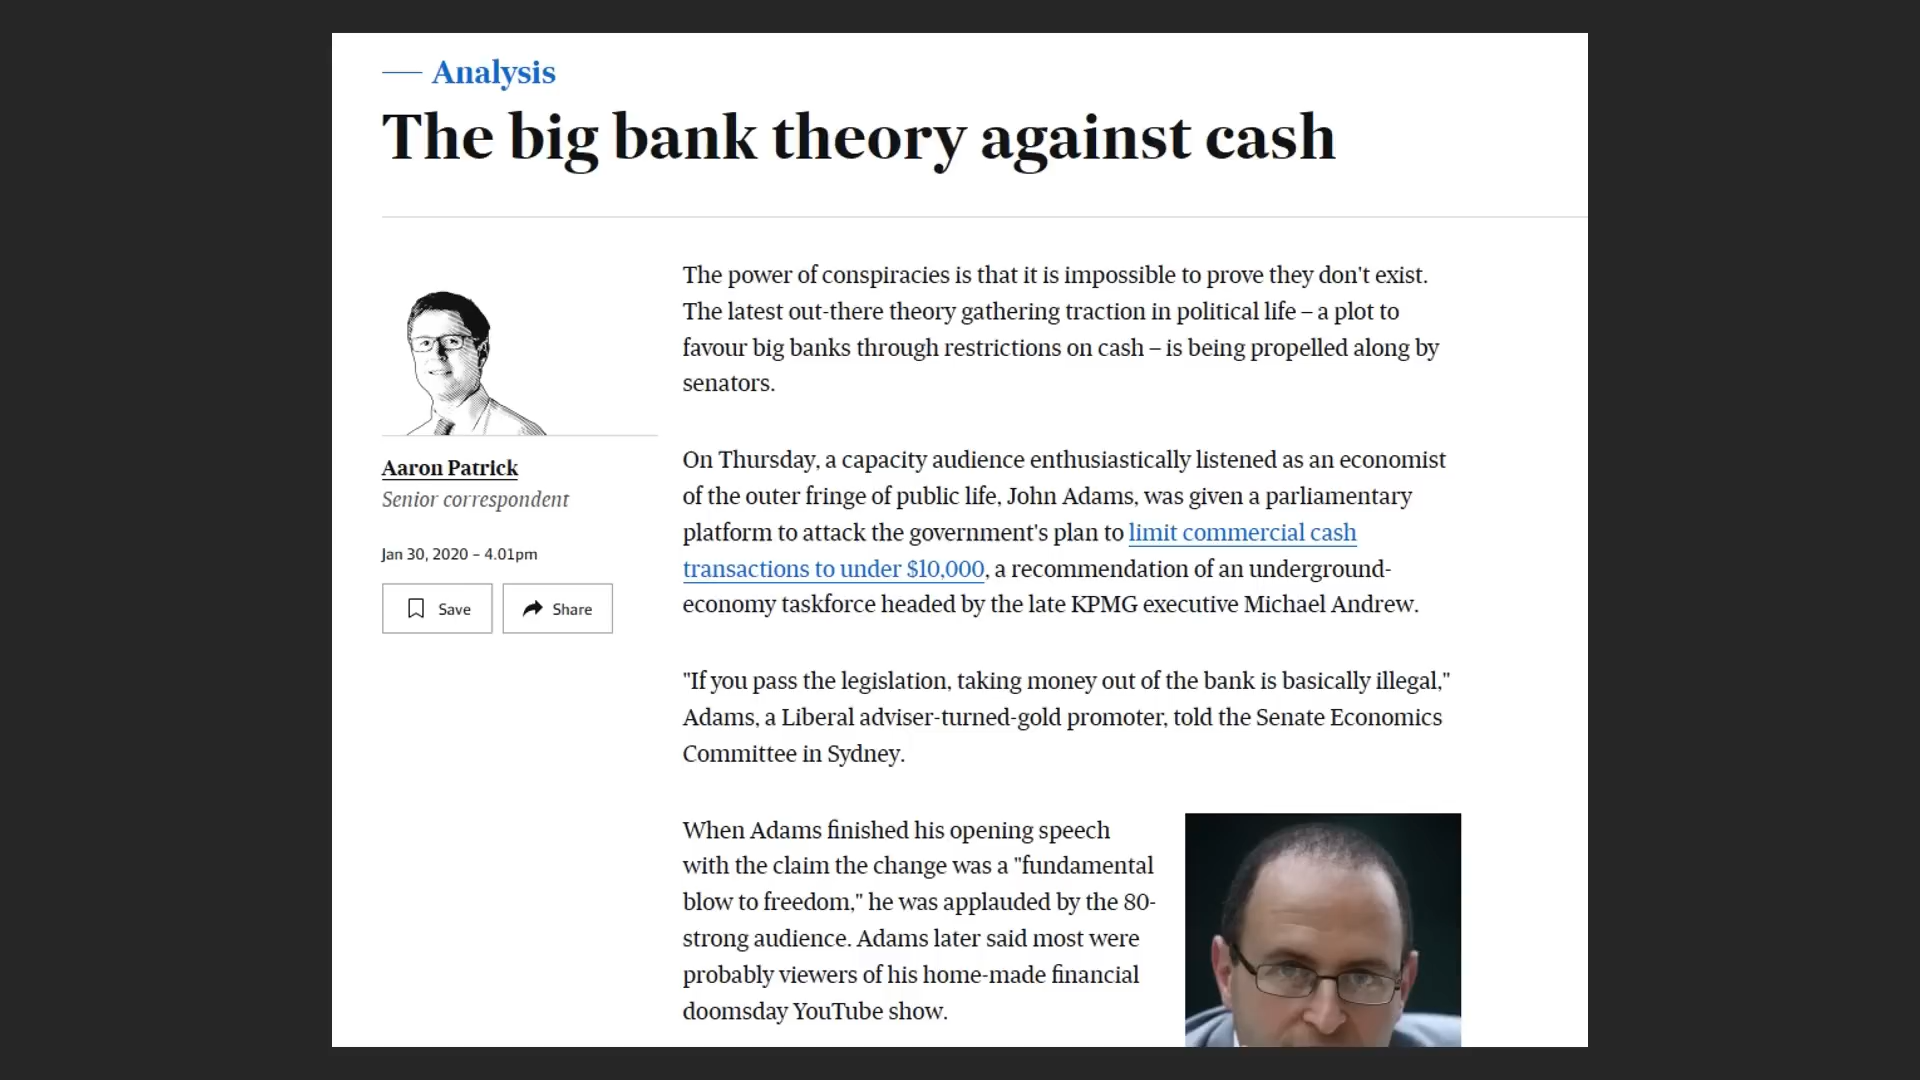 Analysis
The big bank theory against cash
Aaron Patrick
Senior correspondent
Jan 30, 2020 – 4.01pm
Save
Share
The power of conspiracies is that it is impossible to prove they don't exist.
The latest out-there theory gathering traction in political life – a plot to
favour big banks through restrictions on cash – is being propelled along by
senators.
On Thursday, a capacity audience enthusiastically listened as an economist
of the outer fringe of public life, John Adams, was given a parliamentary
platform to attack the government's plan to limit commercial cash
transactions to under $10,000, a recommendation of an underground-
economy taskforce headed by the late KPMG executive Michael Andrew.
"If you pass the legislation, taking money out of the bank is basically illegal,"
Adams, a Liberal adviser-turned-gold promoter, told the Senate Economics
Committee in Sydney.
When Adams finished his opening speech
with the claim the change was a "fundamental
blow to freedom," he was applauded by the 80-
strong audience. Adams later said most were
probably viewers of his home-made financial
doomsday YouTube show.